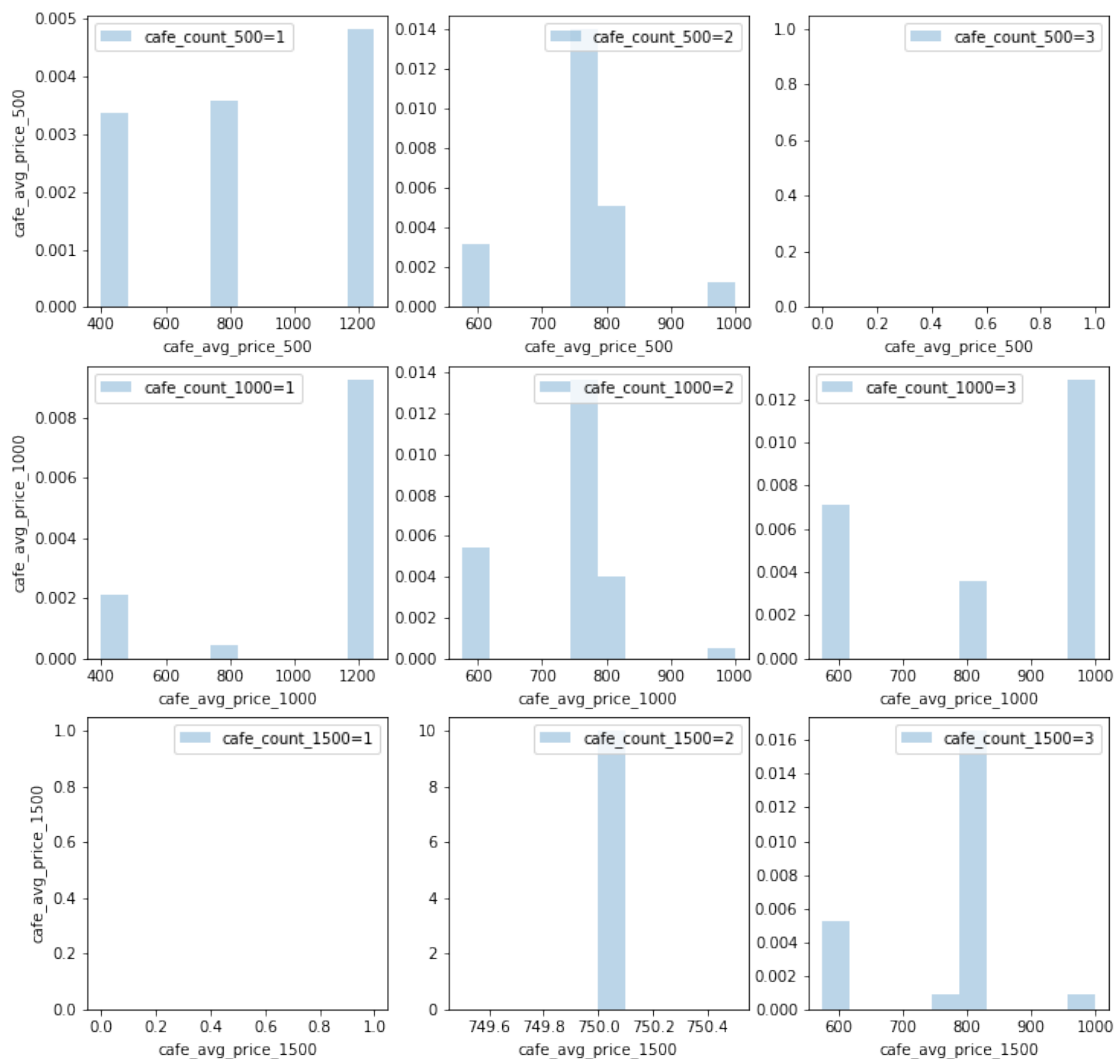 cafe_avg_price_500
0.005
0.004
0.003
0.002
0.001
0.000
cafe_count_500=1
400 600 800 1000 1200
cafe_avg_price_500
0.014
0.012
0.010
0.008
0.006
0.004
0.002
0.000
cafe_count_500=2
600 700 800 900 1000
cafe_avg_price_500
1.0
0.8
0.6
0.4
0.2
0.0
cafe_count_500=3
0.0 0.2 0.4 0.6 0.8 1.0
cafe_avg_price_500
cafe_avg_price_1000
0.008
0.006
0.004
0.002
0.000
cafe_count_1000=1
400 600 800 1000 1200
cafe_avg_price_1000
0.014
0.012
0.010
0.008
0.006
0.004
0.002
0.000
cafe_count_1000=2
600 700 800 900 1000
cafe_avg_price_1000
0.012
0.010
0.008
0.006
0.004
0.002
0.000
cafe_count_1000=3
600 700 800 900 1000
cafe_avg_price_1000
cafe_avg_price_1500
1.0
0.8
0.6
0.4
0.2
0.0
cafe_count_1500=1
0.0 0.2 0.4 0.6 0.8 1.0
cafe_avg_price_1500
10
8
6
4
2
0
cafe_count_1500=2
749.6 749.8 750.0 750.2 750.4
cafe_avg_price_1500
0.016
0.014
0.012
0.010
0.008
0.006
0.004
0.002
0.000
cafe_count_1500=3
600 700 800 900 1000
cafe_avg_price_1500